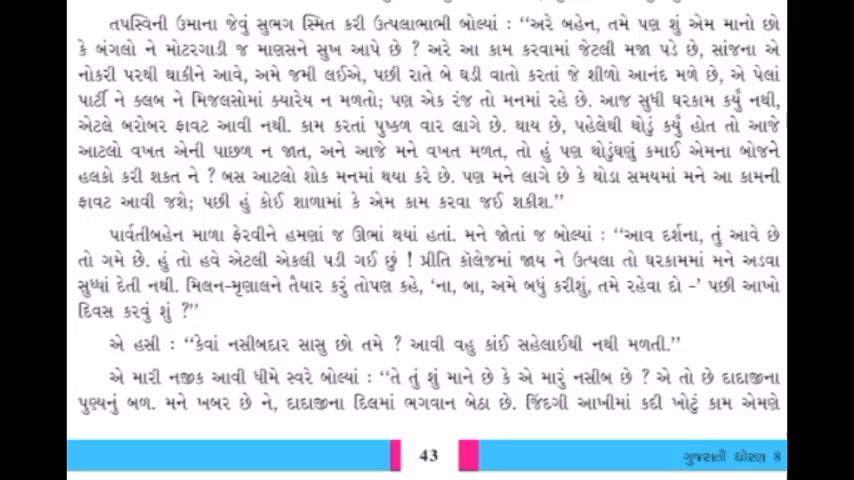 તપસ્વિની ઉમાના જેવું સુભગ સ્મિત કરી ઉત્પલાભાભી બોલ્યાં : “અરે બહેન, તમે પણ શું એમ માનો છો
કે બંગલો ને મોટરગાડી જ માણસને સુખ આપે છે ? અરે આ કામ કરવામાં જેટલી મજા પડે છે, સાંજના એ
નોકરી પરથી થાકીને આવે, અમે જમી લઈએ, પછી રાતે બે ઘડી વાતો કરતાં જે શીળો આનંદ મળે છે, એ પેલાં
પાર્ટી ને ક્લબ ને મિજલસોમાં ક્યારેય ન મળતો; પણ એક રંજ તો મનમાં રહે છે. આજ સુધી ઘરકામ કર્યું નથી,
એટલે બરોબર ફાવટ આવી નથી. કામ કરતાં પુષ્કળ વાર લાગે છે. થાય છે, પહેલેથી થોડું કર્યું હોત તો આજે
આટલો વખત એની પાછળ ન જાત, અને આજે મને વખત મળત, તો હું પણ થોડુંઘણું કમાઈ એમના બોજને
હલકો કરી શકત ને ? બસ આટલો શોક મનમાં થયા કરે છે. પણ મને લાગે છે કે થોડા સમયમાં મને આ કામની
ફાવટ આવી જશે; પછી હું કોઈ શાળામાં કે એમ કામ કરવા જઈ શકીશ.”
પાર્વતીબહેન માળા ફેરવીને હમણાં જ ઊભાં થયાં હતાં. મને જોતાં જ બોલ્યાં : “આવ દર્શના, તું આવે છે
તો ગમે છે. હું તો હવે એટલી એકલી પડી ગઈ છું ! પ્રીતિ કૉલેજમાં જાય ને ઉત્પલા તો ઘરકામમાં મને અડવા
સુધ્ધાં દેતી નથી. મિલન-મૃણાલને તૈયાર કરું તોપણ કહે, ‘ના, બા, અમે બધું કરીશું, તમે રહેવા દો -’ પછી આખો
દિવસ કરવું શું ?”
એ હસી : “કેવાં નસીબદાર સાસુ છો તમે ? આવી વહુ કાંઈ સહેલાઈથી નથી મળતી.”
એ મારી નજીક આવી ધીમે સ્વરે બોલ્યાં : “તે તું શું માને છે કે એ મારું નસીબ છે ? એ તો છે દાદાજીના
પુણ્યનું બળ. મને ખબર છે ને, દાદાજીના દિલમાં ભગવાન બેઠા છે. જિંદગી આખીમાં કદી ખોટું કામ એમણે
43
ગુજરાતી ધોરણ 8